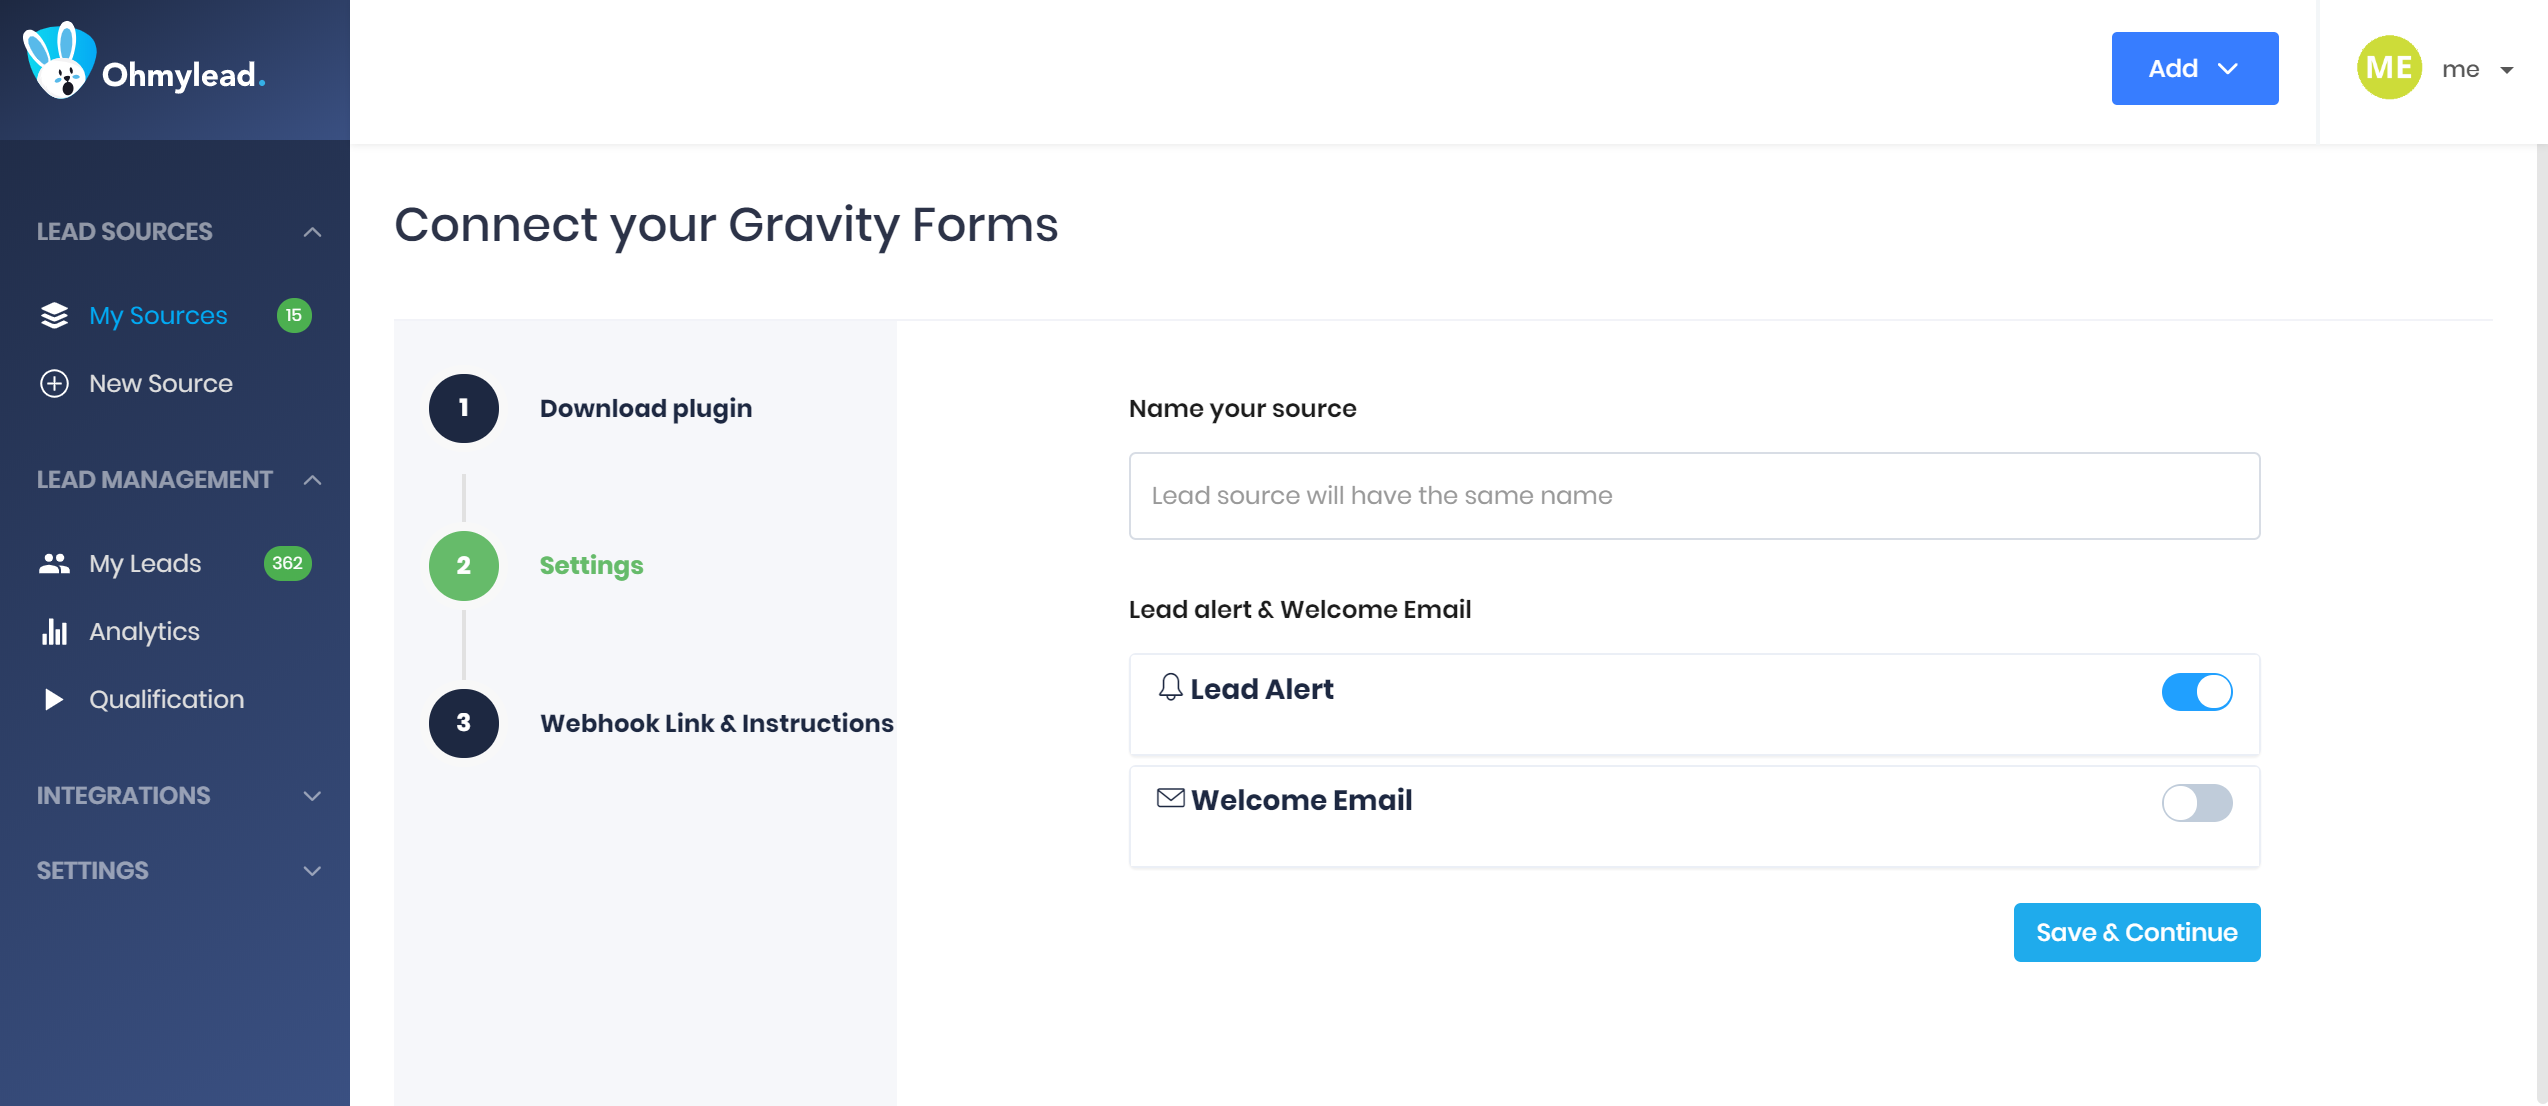 Ohmylead.
Add
ME
me
LEAD SOURCES
My Sources
15
New Source
LEAD MANAGEMENT
My Leads
362
Analytics
Qualification
INTEGRATIONS
SETTINGS
Connect your Gravity Forms
1
Download plugin
2
Settings
3
Webhook Link & Instructions
Name your source
Lead source will have the same name
Lead alert & Welcome Email
Lead Alert
Welcome Email
Save & Continue